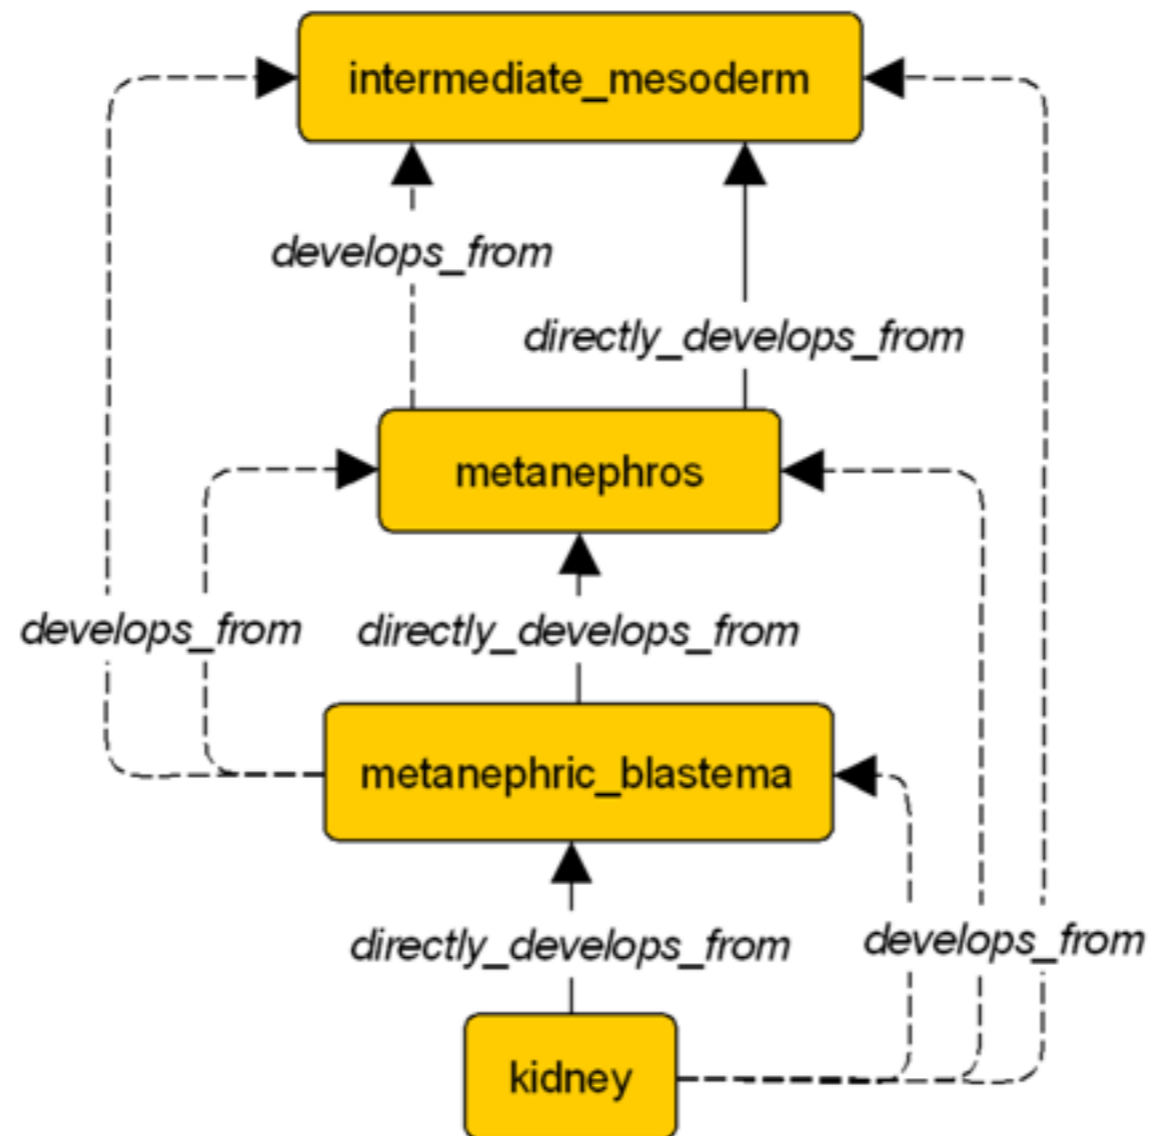 intermediate_mesoderm
develops_from
directly_develops_from
metanephros
develops_from
directly_develops_from
metanephric_blastema
directly_develops_from
develops_from
kidney